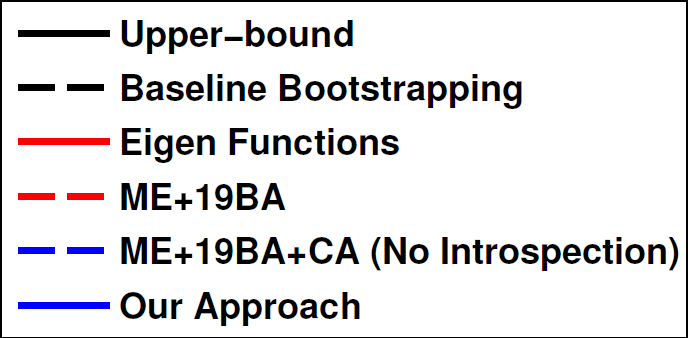 Upper−bound
Baseline Bootstrapping
Eigen Functions
ME+19BA
ME+19BA+CA (No Introspection)
Our Approach